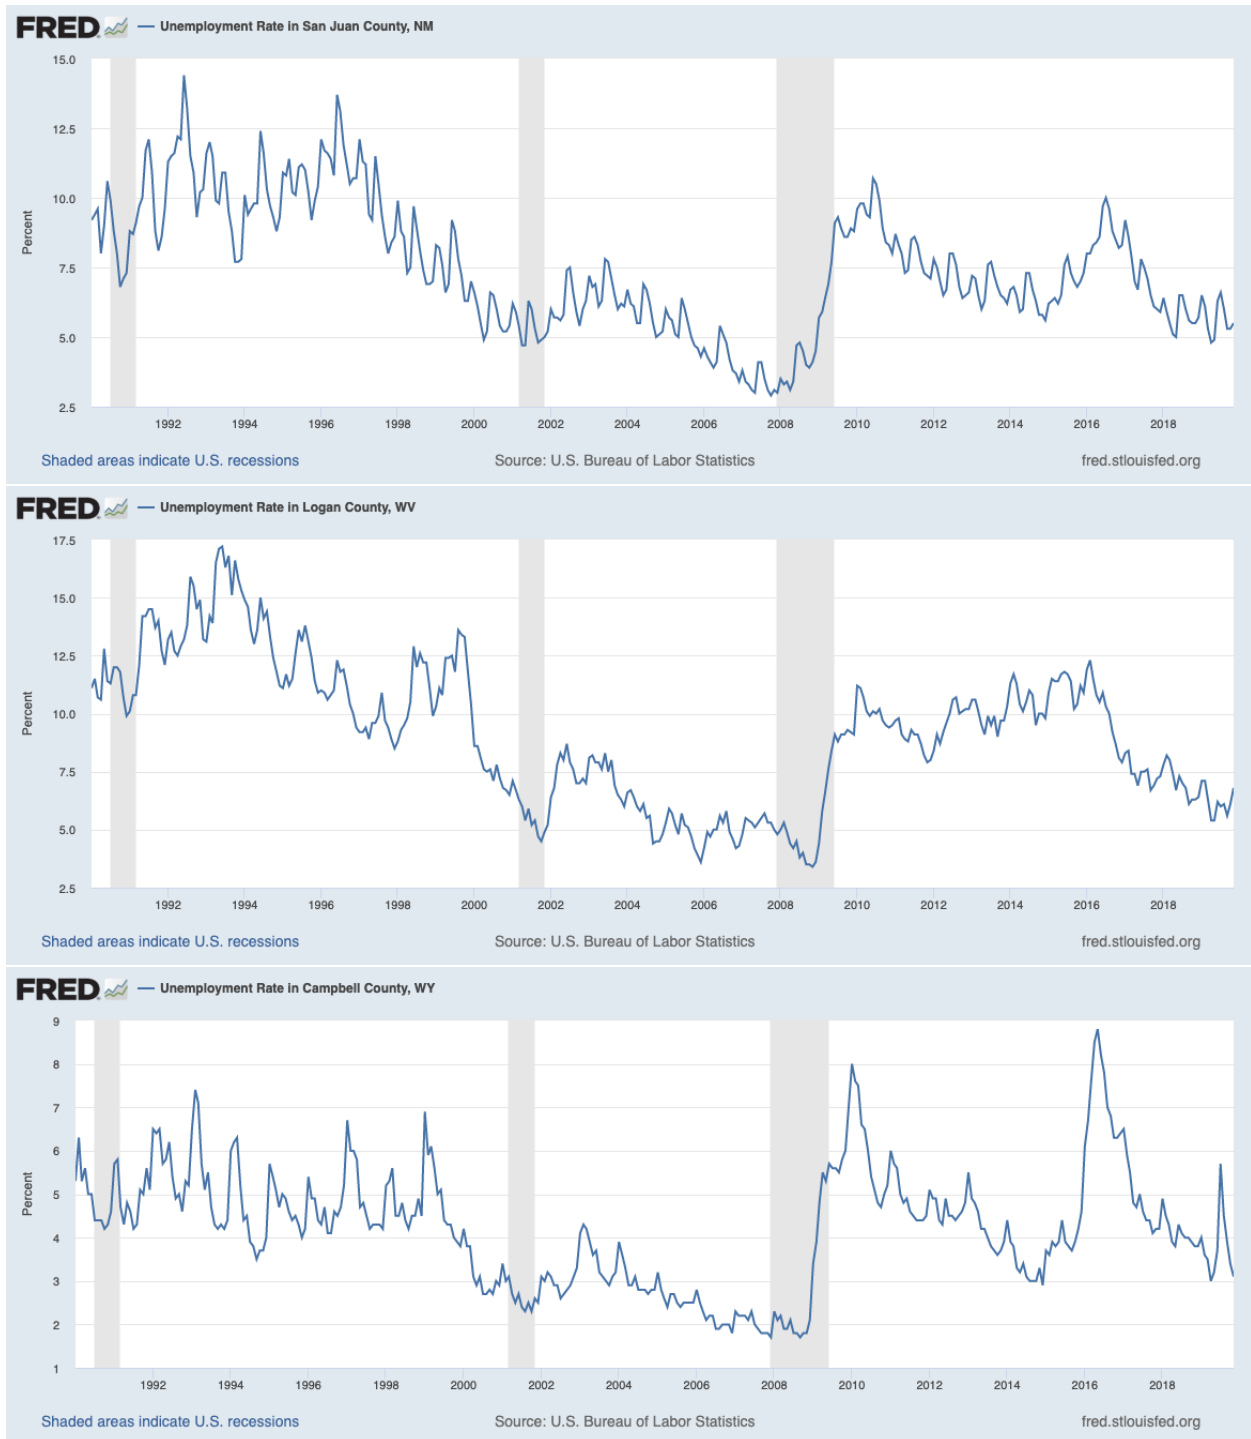 FRED — Unemployment Rate in San Juan County, NM
15.0
12.5
10.0
7.5
5.0
2.5
Percent
1992 1994 1996 1998 2000 2002 2004 2006 2008 2010 2012 2014 2016 2018
Shaded areas indicate U.S. recessions Source: U.S. Bureau of Labor Statistics fred.stlouisfed.org
FRED — Unemployment Rate in Logan County, WV
17.5
15.0
12.5
10.0
7.5
5.0
2.5
Percent
1992 1994 1996 1998 2000 2002 2004 2006 2008 2010 2012 2014 2016 2018
Shaded areas indicate U.S. recessions Source: U.S. Bureau of Labor Statistics fred.stlouisfed.org
FRED — Unemployment Rate in Campbell County, WY
9
8
7
6
5
4
3
2
1
Percent
1992 1994 1996 1998 2000 2002 2004 2006 2008 2010 2012 2014 2016 2018
Shaded areas indicate U.S. recessions Source: U.S. Bureau of Labor Statistics fred.stlouisfed.org